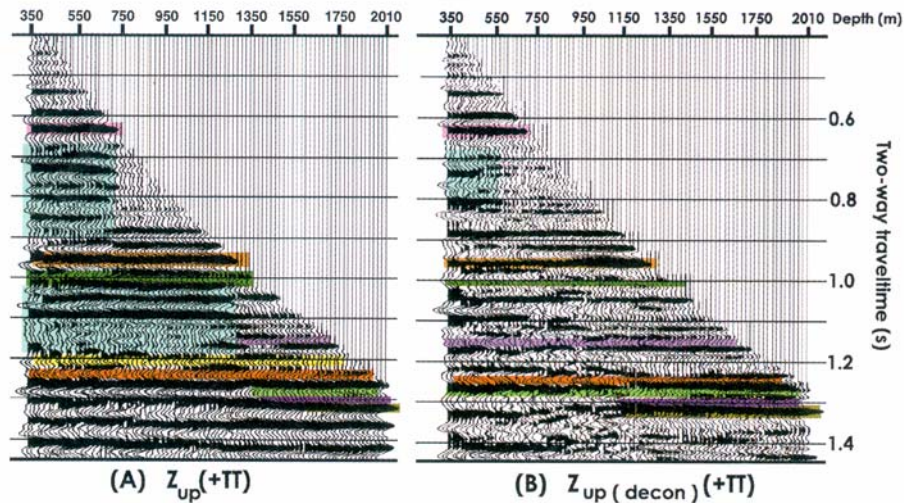 350 550 750 950 1150 1350 1550 1750 2010
350 550 750 950 1150 1350 1550 1750 2010 Depth (m)
0.6
0.8
1.0
1.2
1.4
Two-way traveltime (s)
(A) Zup(+TT)
(B) Zup(decon)(+TT)